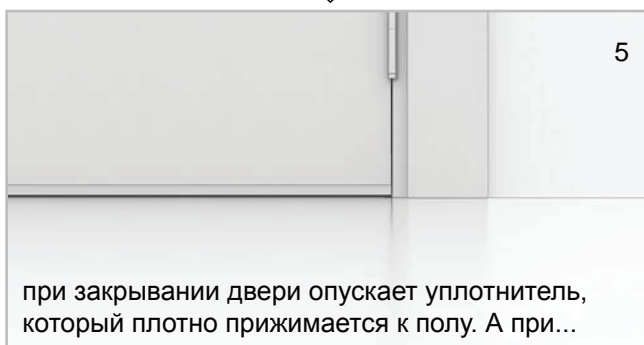 5
при закрывании двери опускает уплотнитель,
который плотно прижимается к полу. А при...